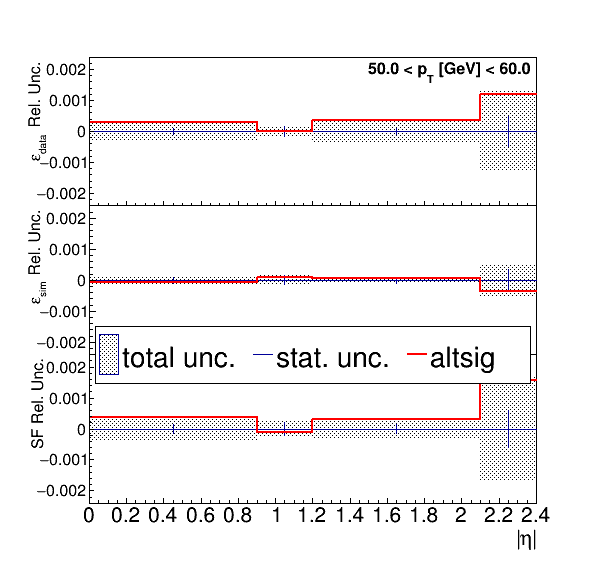 50.0 < p_T [GeV] < 60.0
ε_data Rel. Unc.
0.002
0.001
0
−0.001
−0.002
ε_sim Rel. Unc.
0.002
0.001
0
−0.001
−0.002
total unc. stat. unc. altsig
SF Rel. Unc.
0.002
0.001
0
−0.001
−0.002
0 0.2 0.4 0.6 0.8 1 1.2 1.4 1.6 1.8 2 2.2 2.4
|η|